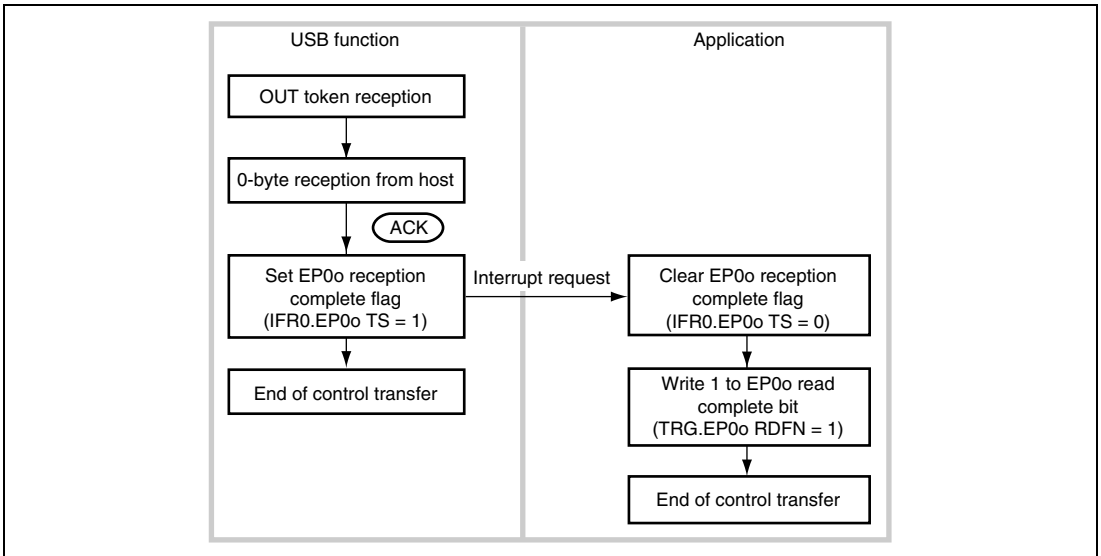 USB function
Application
OUT token reception
0-byte reception from host
ACK
Set EP0o reception
complete flag
(IFR0.EP0o TS = 1)
Interrupt request
Clear EP0o reception
complete flag
(IFR0.EP0o TS = 0)
End of control transfer
Write 1 to EP0o read
complete bit
(TRG.EP0o RDFN = 1)
End of control transfer